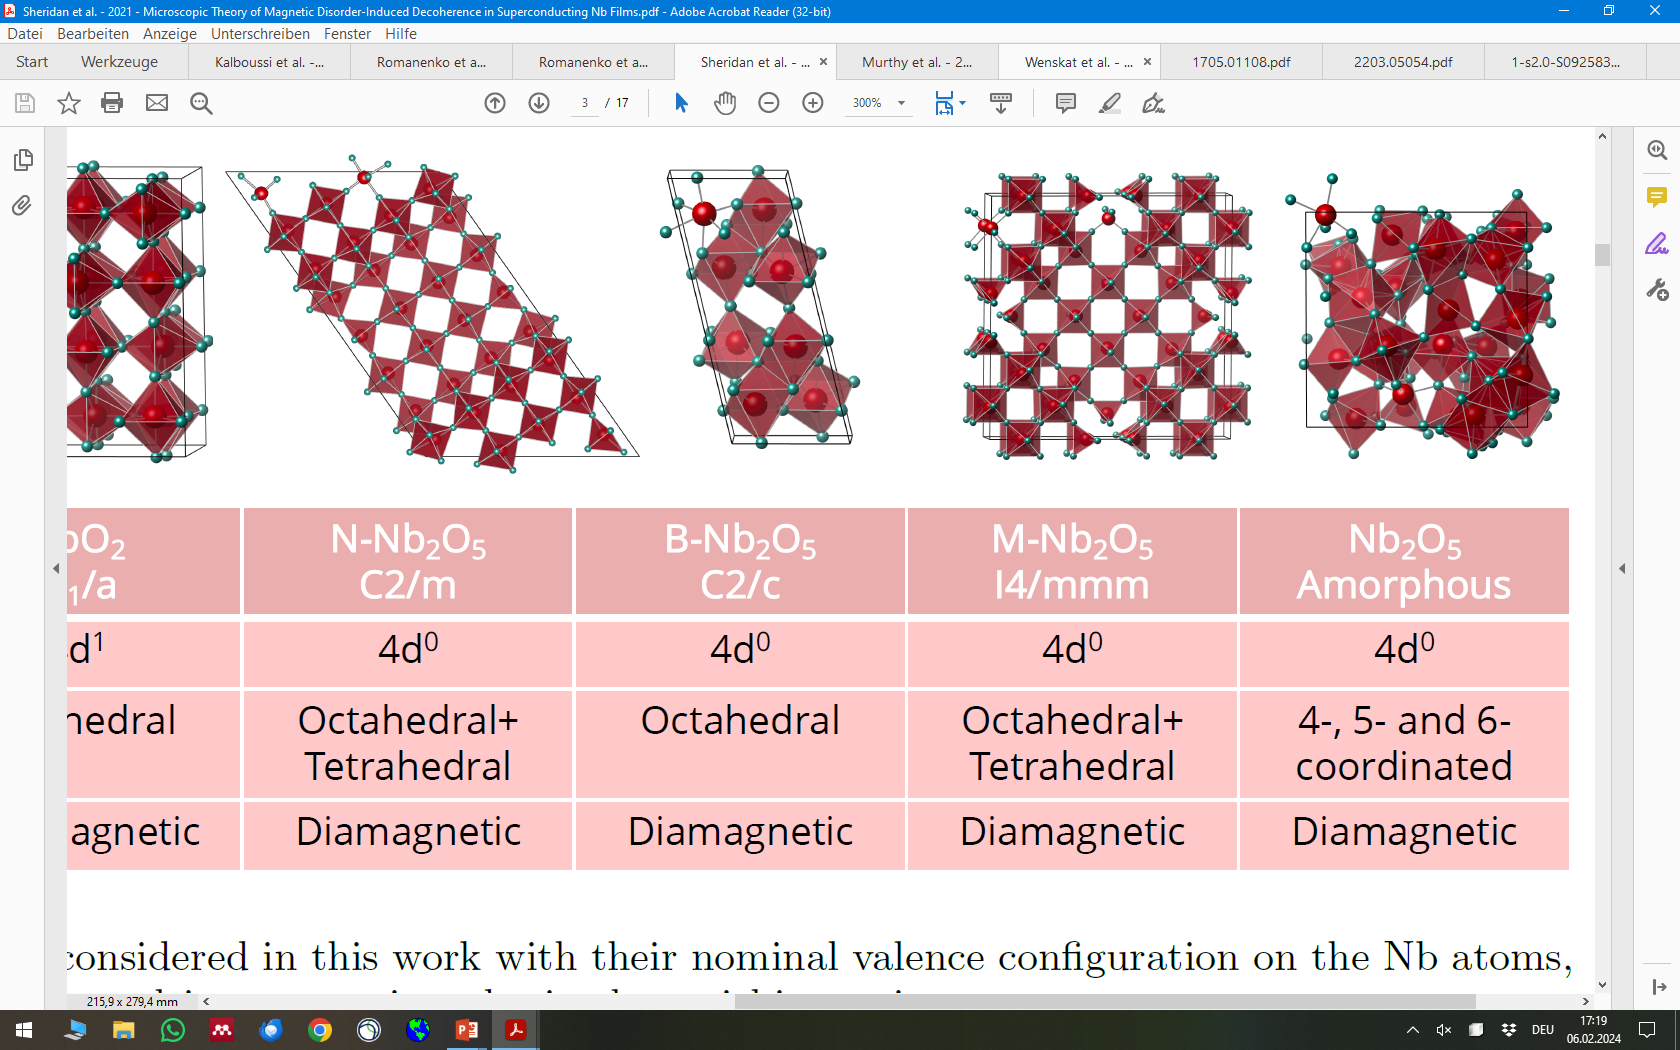 Sheridan et al. - 2021 - Microscopic Theory of Magnetic Disorder-Induced Decoherence in Superconducting Nb Films.pdf - Adobe Acrobat Reader (32-bit)
Datei Bearbeiten Anzeige Unterschreiben Fenster Hilfe
Start Werkzeuge Kalboussi et al. -... Romanenko et a... Romanenko et a... Sheridan et al. - ... × Murthy et al. - 2... Wenskat et al. - ... × 1705.01108.pdf 2203.05054.pdf 1-s2.0-S092583...
3 / 17 300%
bO2 N-Nb2O5 B-Nb2O5 M-Nb2O5 Nb2O5
1/a C2/m C2/c I4/mmm Amorphous
d¹ 4d⁰ 4d⁰ 4d⁰ 4d⁰
hedral Octahedral+ Octahedral Octahedral+ 4-, 5- and 6-
Tetrahedral Tetrahedral coordinated
agnetic Diamagnetic Diamagnetic Diamagnetic Diamagnetic
considered in this work with their nominal valence configuration on the Nb atoms,
215,9 x 279,4 mm
DEU 17:19
06.02.2024